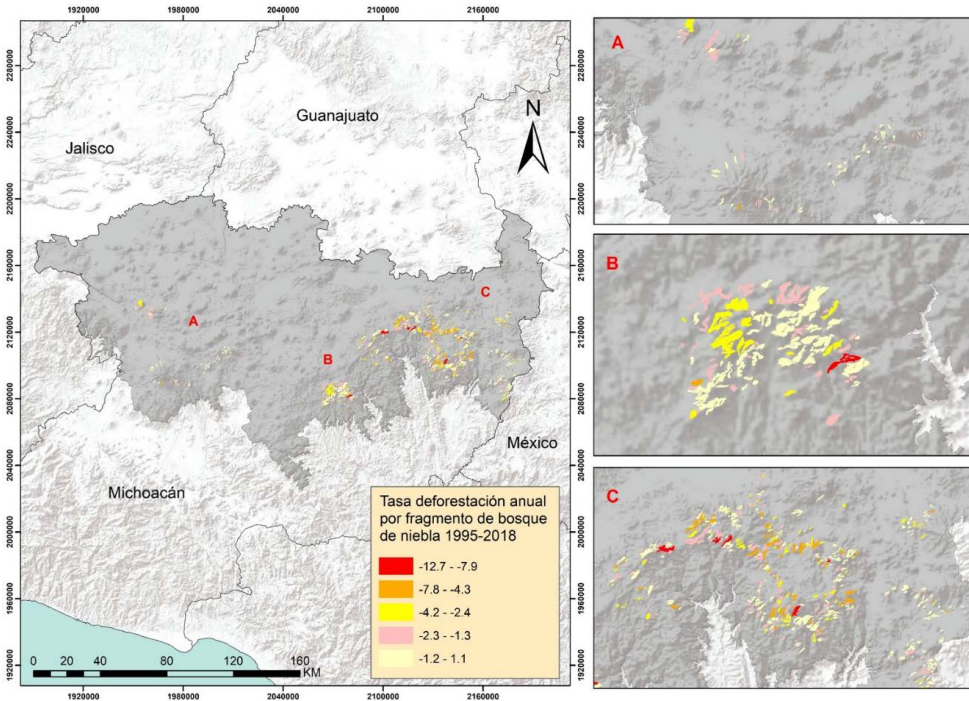 1920000 1980000 2040000 2100000 2160000
2280000
2240000
2200000
2160000
2120000
2080000
2040000
2000000
1960000
1920000
Guanajuato
Jalisco
N
A
B
C
México
Michoacán
Tasa deforestación anual
por fragmento de bosque
de niebla 1995-2018
-12.7 - -7.9
-7.8 - -4.3
-4.2 - -2.4
-2.3 - -1.3
-1.2 - 1.1
0 10 20 40 80 120 160
KM
2280000
2240000
2200000
2160000
2120000
2080000
2040000
2000000
1960000
1920000
1920000 1980000 2040000 2100000 2160000
A
B
C